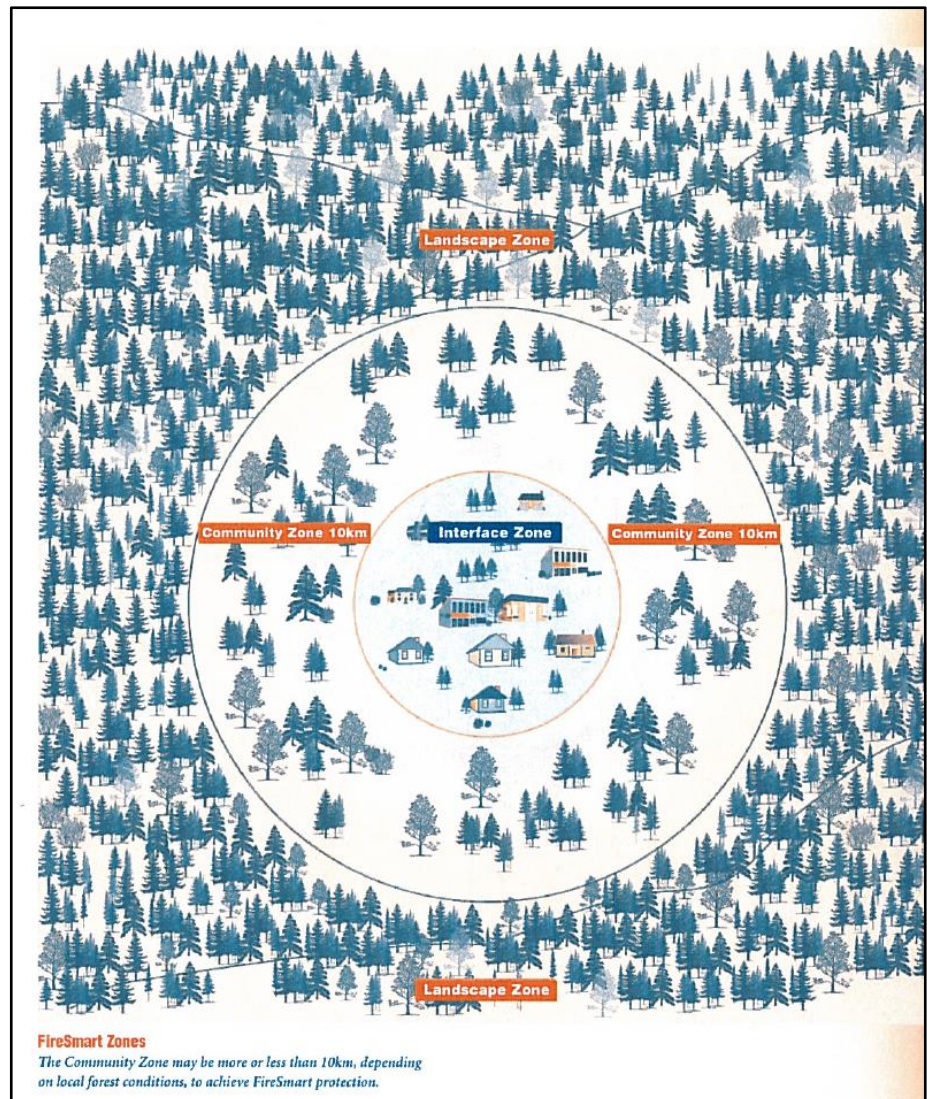 Landscape Zone
Community Zone 10km
Interface Zone
Community Zone 10km
Landscape Zone
FireSmart Zones
The Community Zone may be more or less than 10km, depending
on local forest conditions, to achieve FireSmart protection.